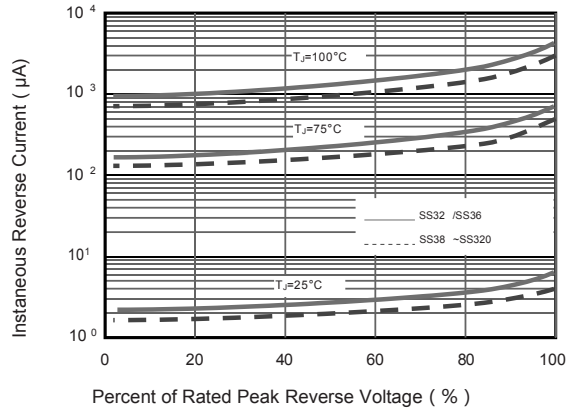 10 4
10 3
10 2
10 1
10 0
Instaneous Reverse Current ( μA)
TJ=100°C
TJ=75°C
SS32 /SS36
SS38 ~SS320
TJ=25°C
0 20 40 60 80 100
Percent of Rated Peak Reverse Voltage ( % )